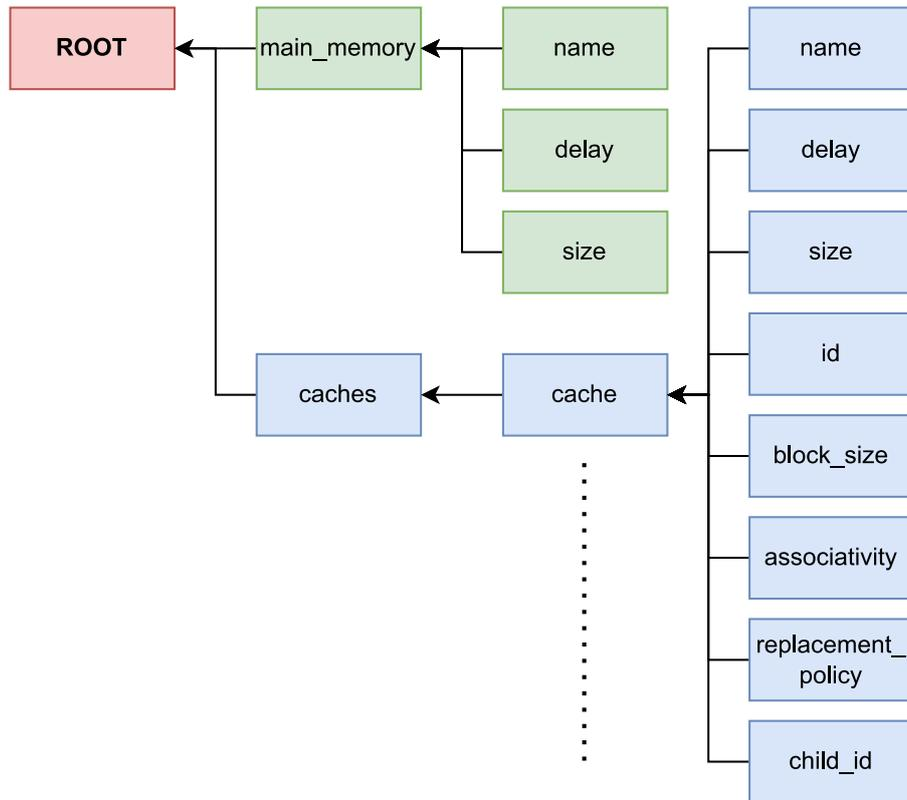 ROOT
main_memory
name
delay
size
caches
cache
name
delay
size
id
block_size
associativity
replacement_
policy
child_id